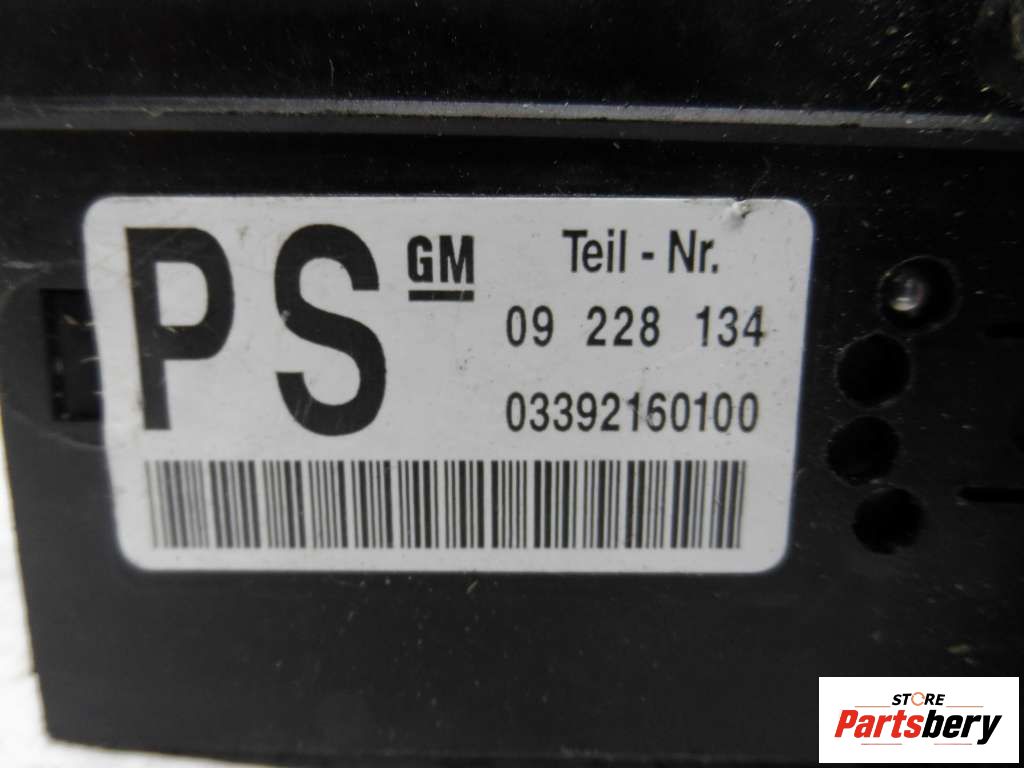 PS
GM
Teil - Nr.
09 228 134
03392160100
STORE
Partsbery